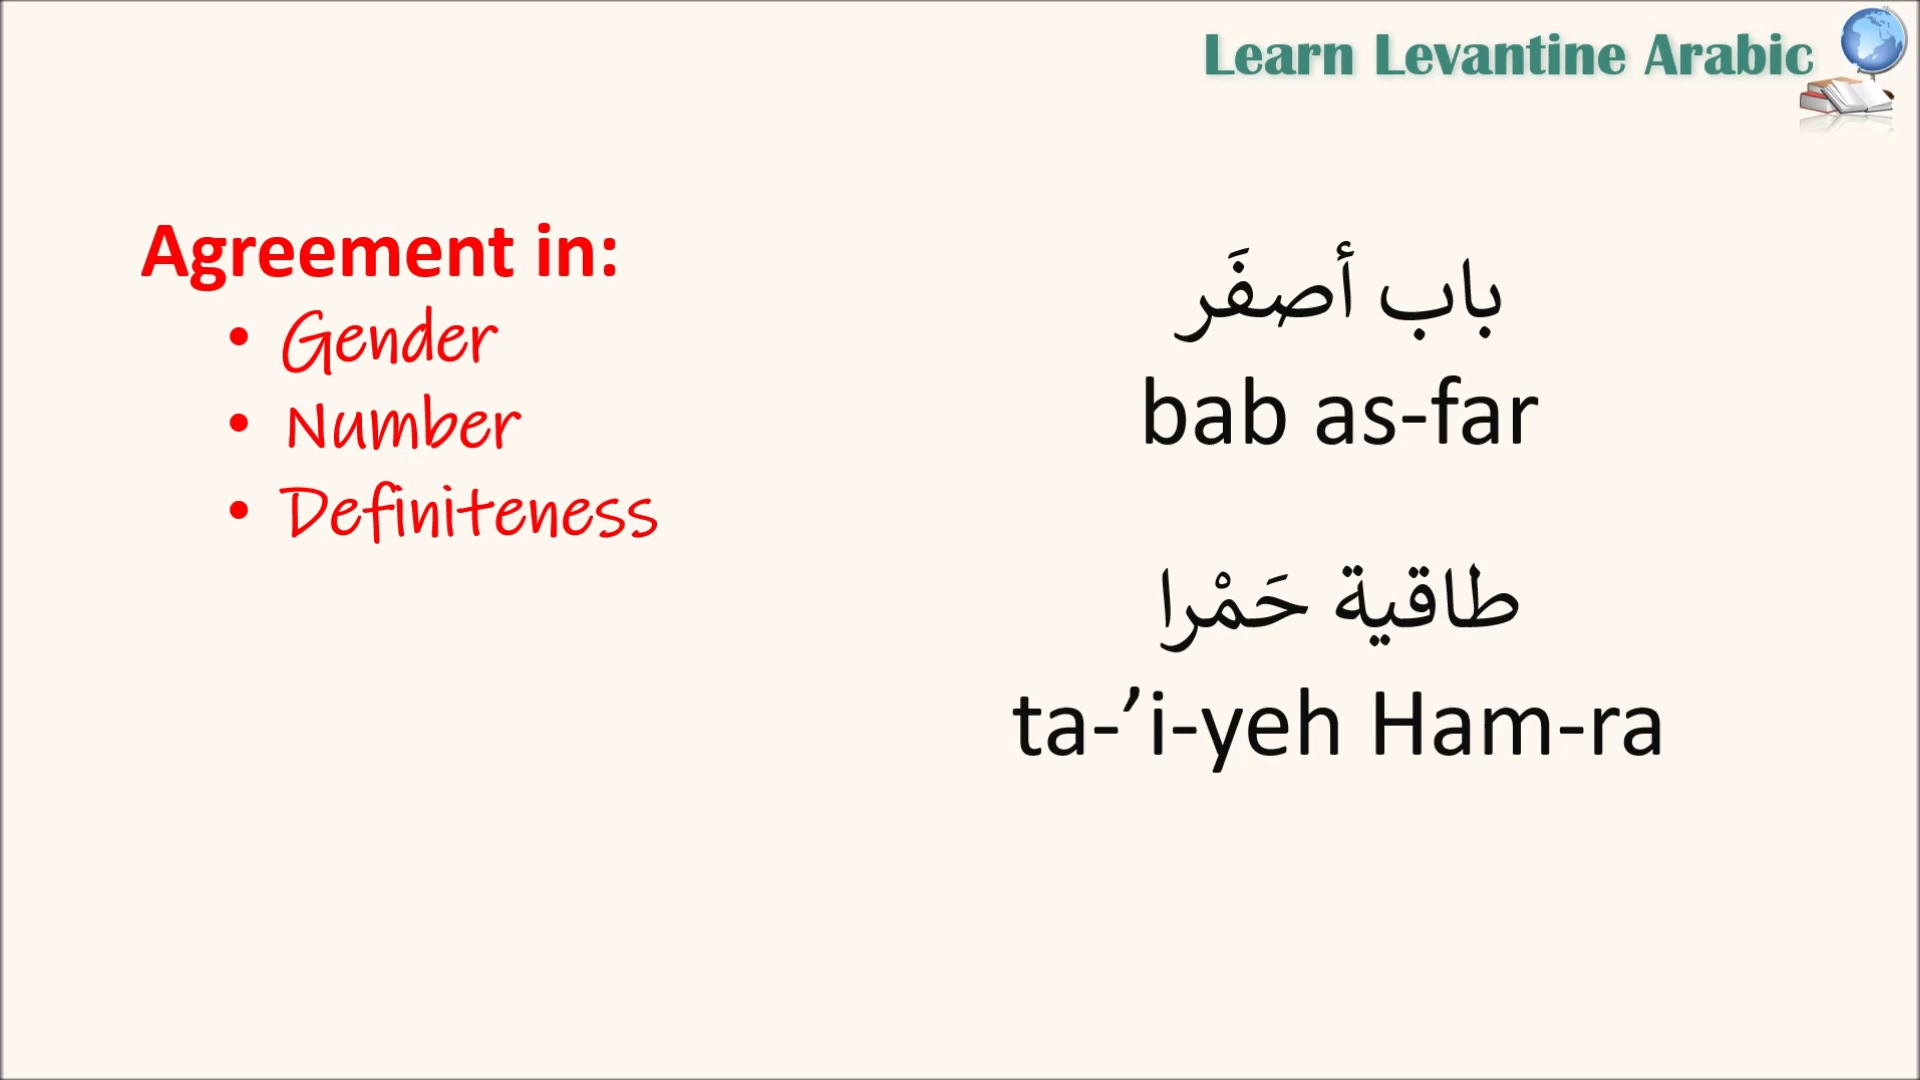 Learn Levantine Arabic
Agreement in:
• Gender
• Number
• Definiteness
باب أصفَر
bab as-far
طاقية حَمْرا
ta-’i-yeh Ham-ra